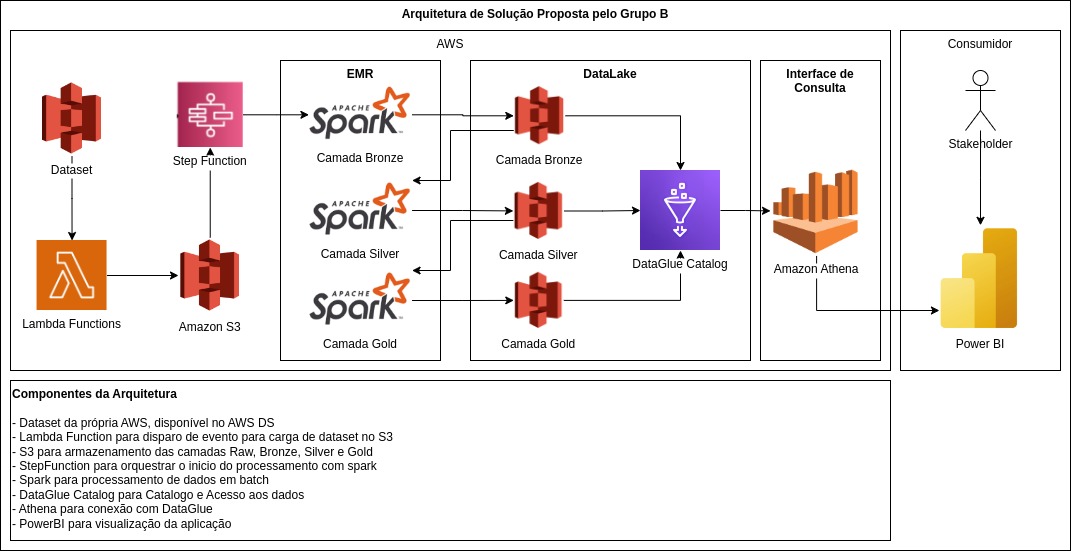 Arquitetura de Solução Proposta pelo Grupo B
AWS
Consumidor
EMR
DataLake
Interface de
Consulta
APACHE
Spark
TM
Camada Bronze
Camada Bronze
Dataset
Step Function
Stakeholder
APACHE
Spark
TM
Camada Silver
Camada Silver
DataGlue Catalog
Amazon Athena
APACHE
Spark
TM
Lambda Functions
Amazon S3
Camada Gold
Camada Gold
Power BI
Componentes da Arquitetura
- Dataset da própria AWS, disponível no AWS DS
- Lambda Function para disparo de evento para carga de dataset no S3
- S3 para armazenamento das camadas Raw, Bronze, Silver e Gold
- StepFunction para orquestrar o inicio do processamento com spark
- Spark para processamento de dados em batch
- DataGlue Catalog para Catalogo e Acesso aos dados
- Athena para conexão com DataGlue
- PowerBI para visualização da aplicação